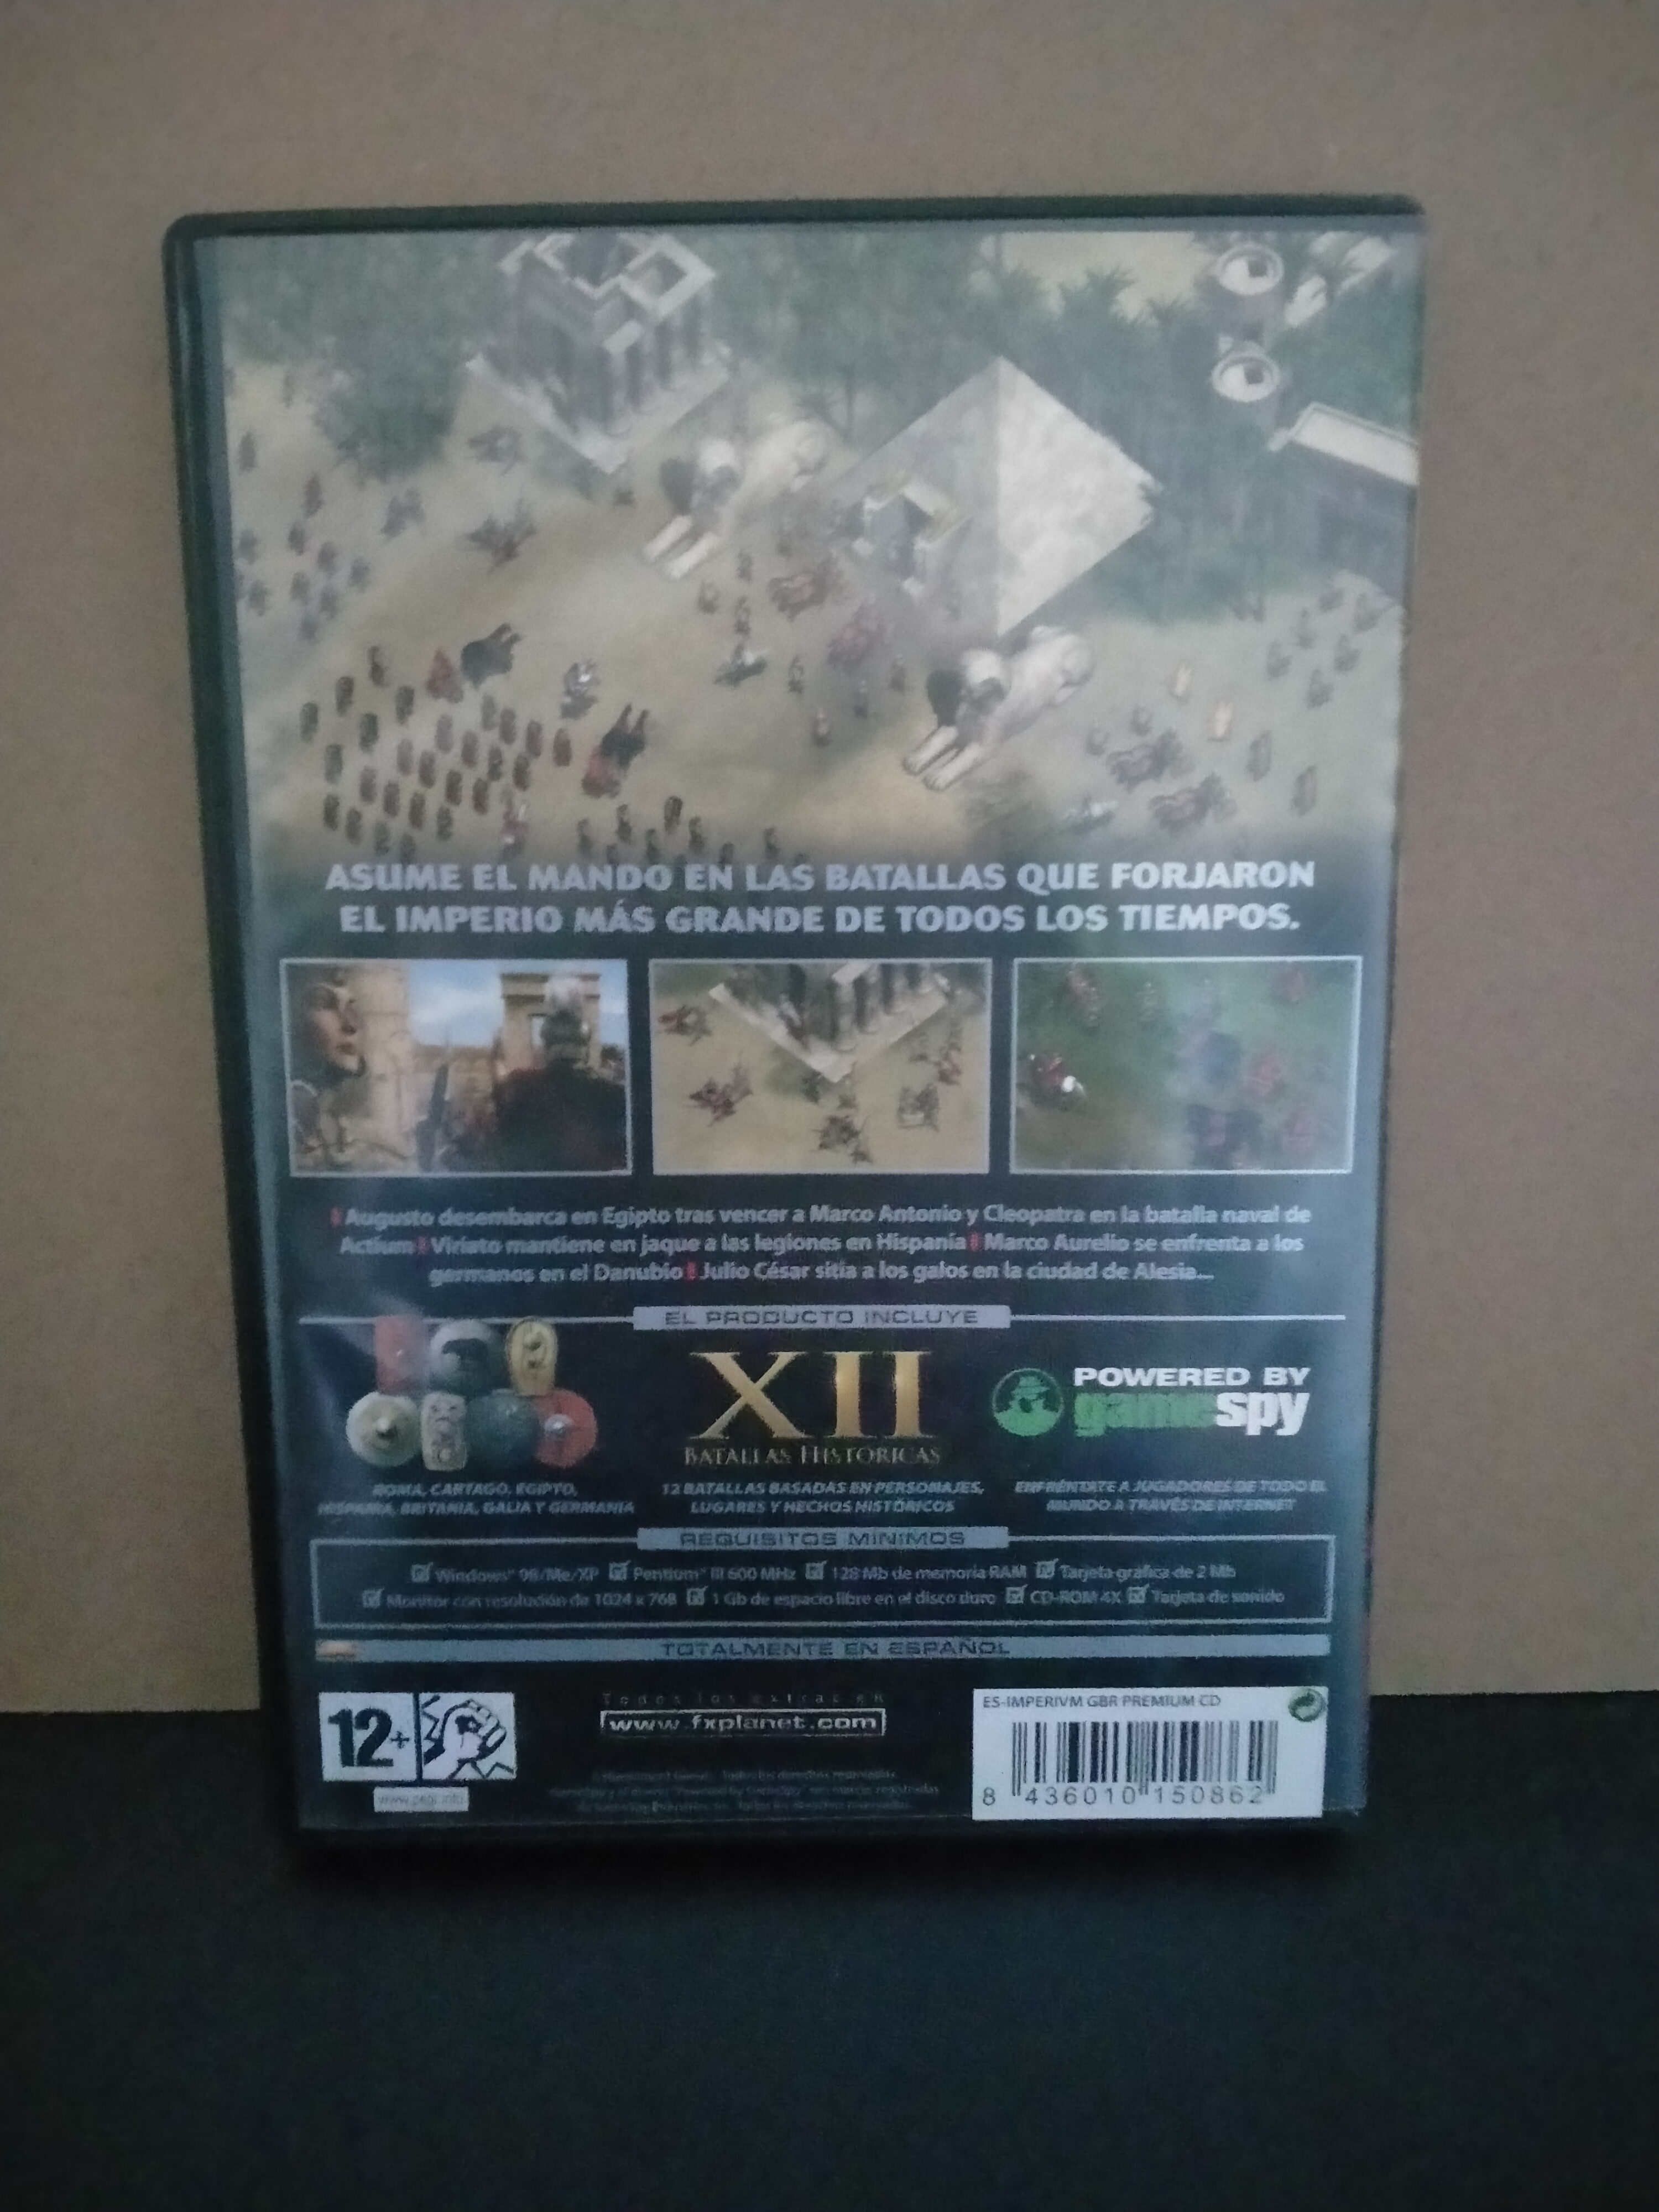 ASUME EL MANDO EN LAS BATALLAS QUE FORJARON
EL IMPERIO MÁS GRANDE DE TODOS LOS TIEMPOS.
Augusto desembarca en Egipto tras vencer a Marco Antonio y Cleopatra en la batalla naval de
Actium Viriato mantiene en jaque a las legiones en Hispania Marco Aurelio se enfrenta a los
germanos en el Danubio Julio César sitia a los galos en la ciudad de Alesia...
EL PRODUCTO INCLUYE
XII
BATALLAS HISTÓRICAS
POWERED BY
gamespy
ROMA, CARTAGO, EGIPTO,
HISPANIA, BRITANIA, GALIA Y GERMANIA
12 BATALLAS BASADAS EN PERSONAJES,
LUGARES Y HECHOS HISTÓRICOS
ENFRÉNTATE A JUGADORES DE TODO EL
MUNDO A TRAVÉS DE INTERNET
REQUISITOS MÍNIMOS
Windows® 98/Me/XP Pentium® III 600 MHz 128 Mb de memoria RAM Tarjeta gráfica de 2 Mb
Monitor con resolución de 1024 x 768 1 Gb de espacio libre en el disco duro CD-ROM 4X Tarjeta de sonido
TOTALMENTE EN ESPAÑOL
12+
www.pegi.info
Todos los extras en
www.fxplanet.com
ES-IMPERIVM GBR PREMIUM CD
8 436010 150862